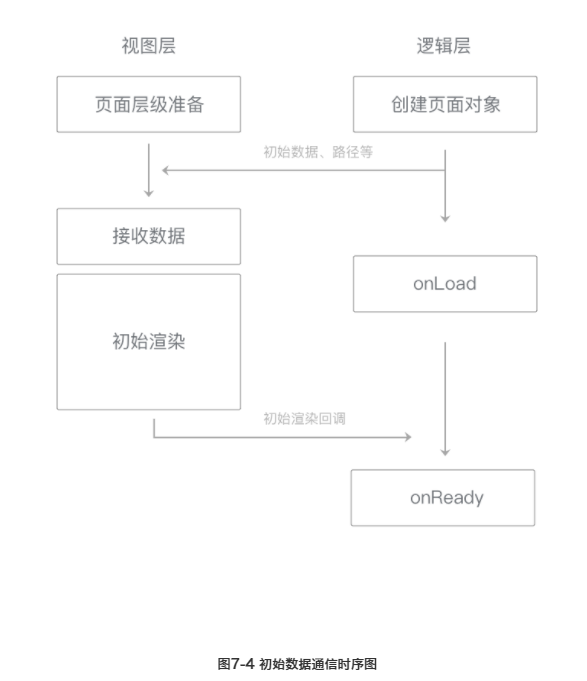 视图层
逻辑层
页面层级准备
创建页面对象
初始数据、路径等
接收数据
onLoad
初始渲染
初始渲染回调
onReady
图7-4 初始数据通信时序图